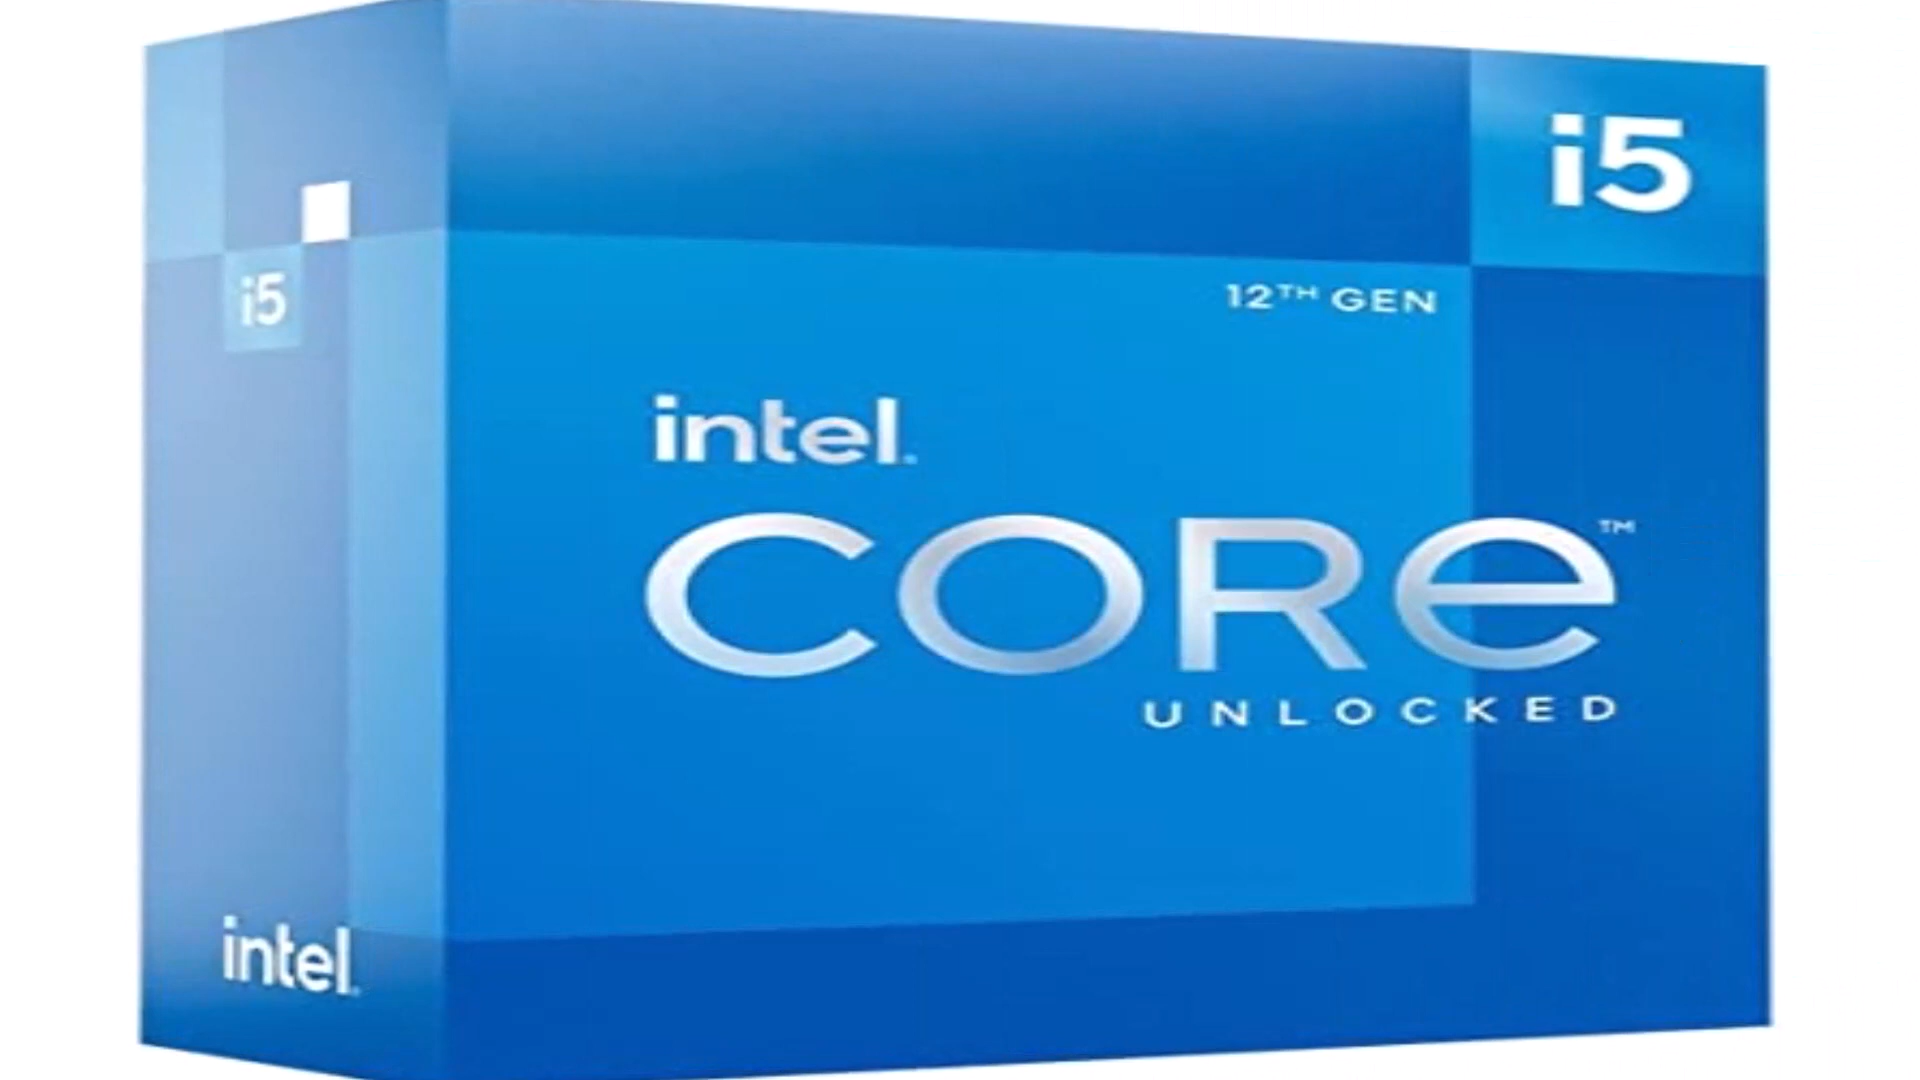 i5
12TH GEN
intel.
CORe™
UNLOCKED
i5
intel.